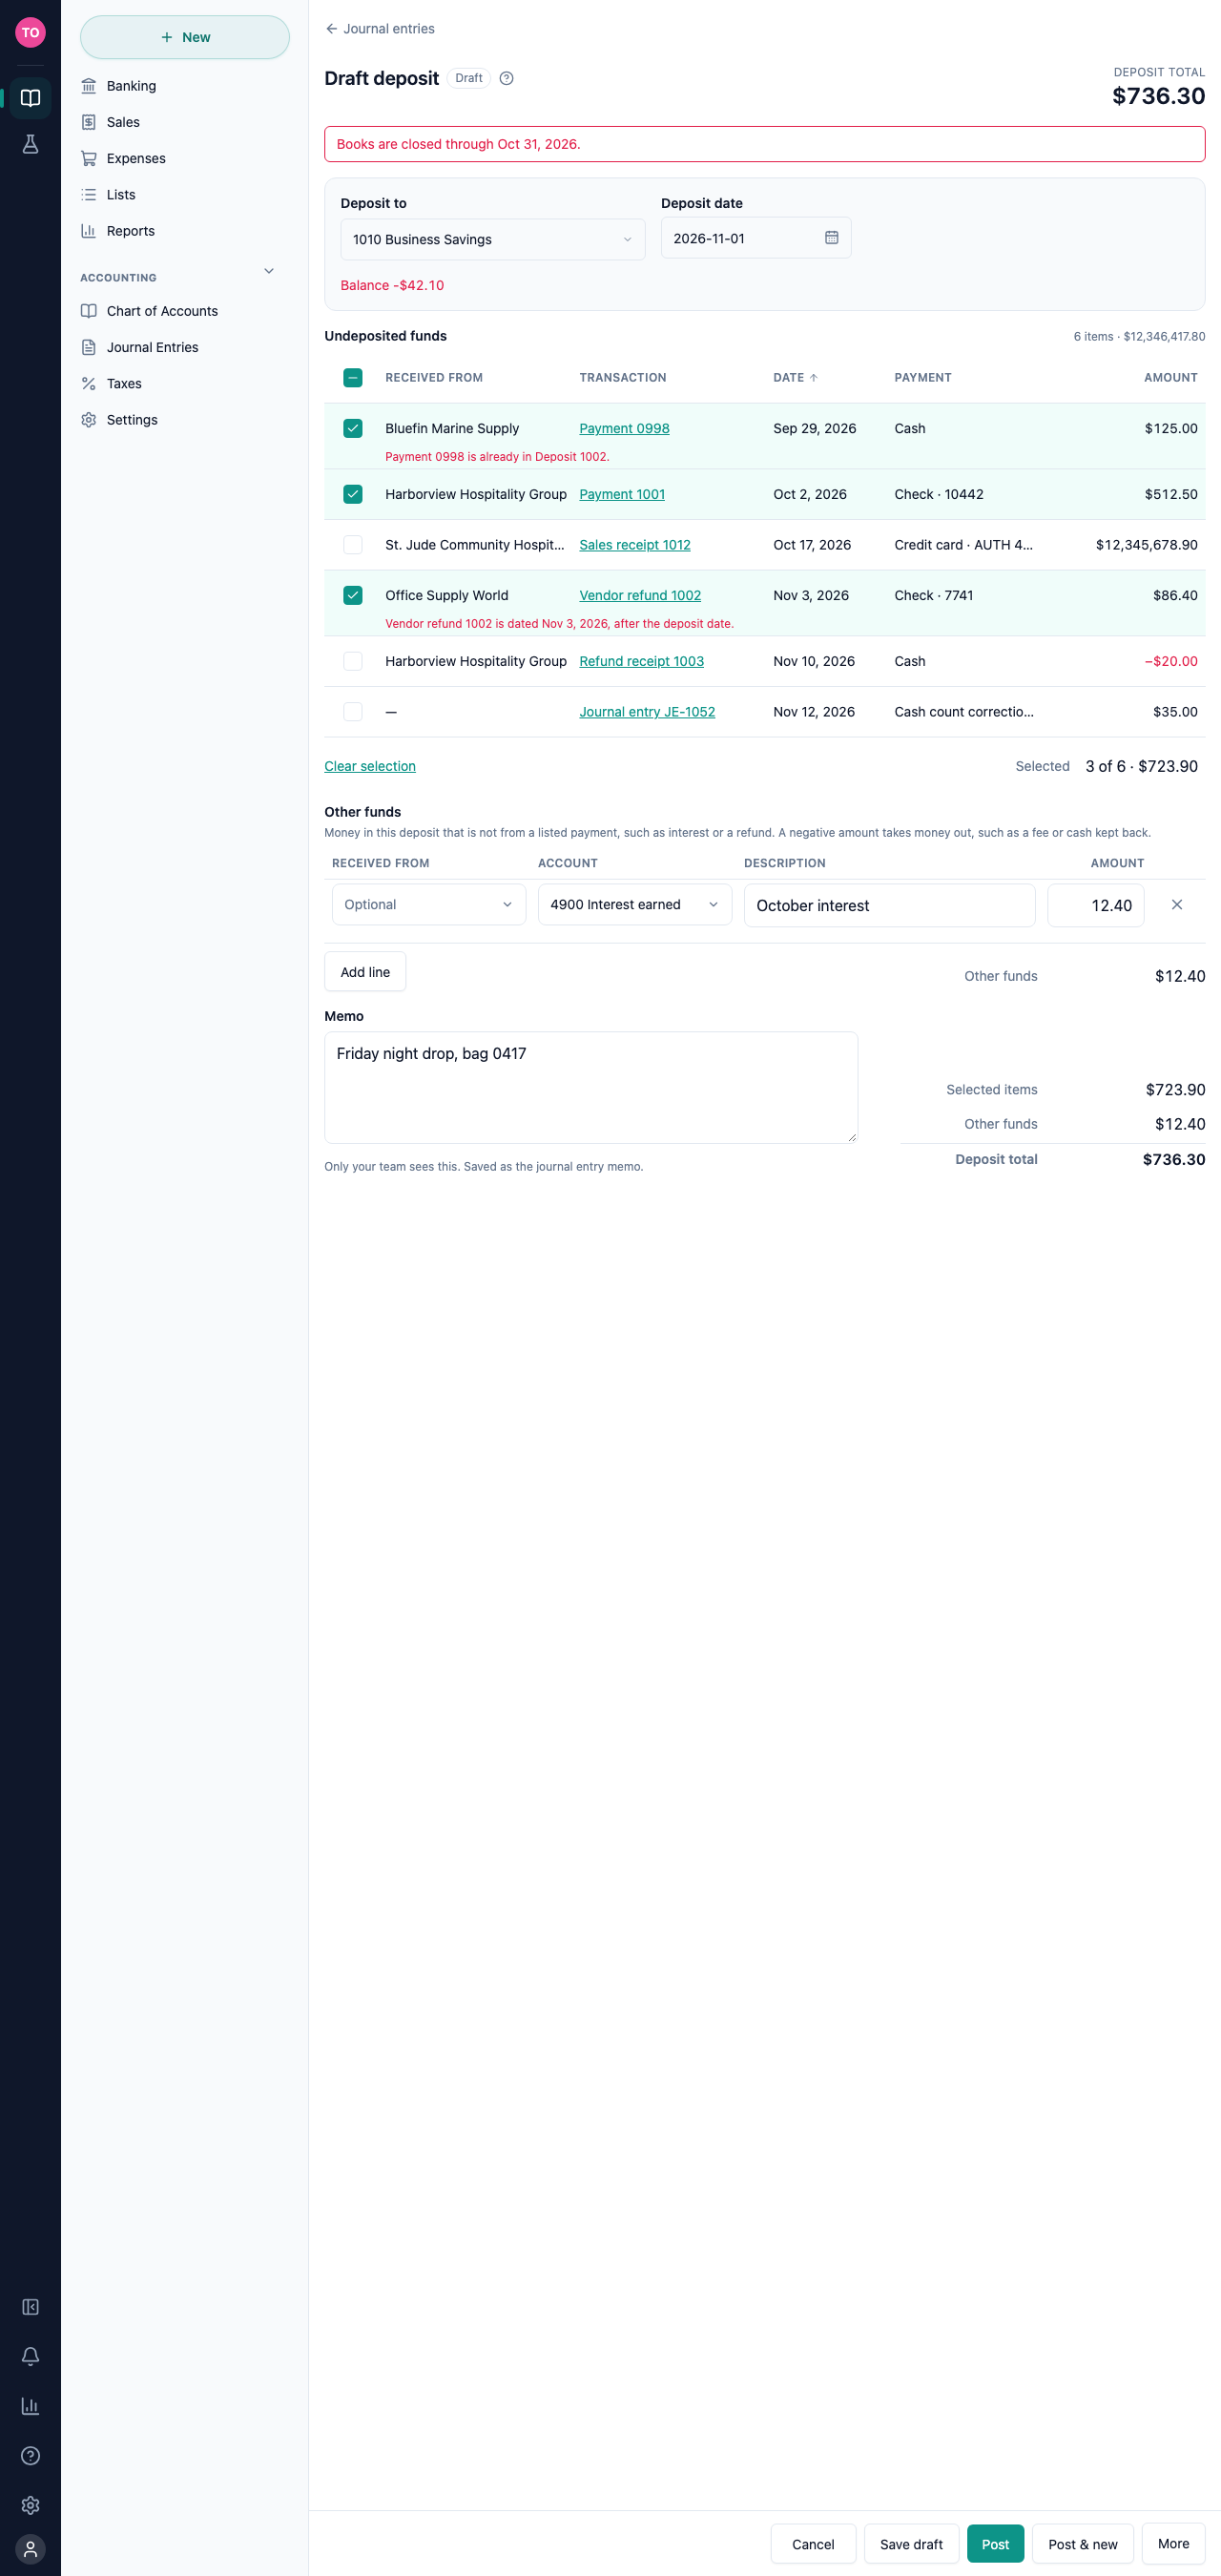 TO
New
Banking
Sales
Expenses
Lists
Reports
ACCOUNTING
Chart of Accounts
Journal Entries
Taxes
Settings
Journal entries
Draft deposit Draft
DEPOSIT TOTAL
$736.30
Books are closed through Oct 31, 2026.
Deposit to Deposit date
1010 Business Savings 2026-11-01
Balance -$42.10
Undeposited funds 6 items · $12,346,417.80
RECEIVED FROM TRANSACTION DATE PAYMENT AMOUNT
Bluefin Marine Supply Payment 0998 Sep 29, 2026 Cash $125.00
Payment 0998 is already in Deposit 1002.
Harborview Hospitality Group Payment 1001 Oct 2, 2026 Check · 10442 $512.50
St. Jude Community Hospit... Sales receipt 1012 Oct 17, 2026 Credit card · AUTH 4... $12,345,678.90
Office Supply World Vendor refund 1002 Nov 3, 2026 Check · 7741 $86.40
Vendor refund 1002 is dated Nov 3, 2026, after the deposit date.
Harborview Hospitality Group Refund receipt 1003 Nov 10, 2026 Cash −$20.00
— Journal entry JE-1052 Nov 12, 2026 Cash count correctio... $35.00
Clear selection Selected 3 of 6 · $723.90
Other funds
Money in this deposit that is not from a listed payment, such as interest or a refund. A negative amount takes money out, such as a fee or cash kept back.
RECEIVED FROM ACCOUNT DESCRIPTION AMOUNT
Optional 4900 Interest earned October interest 12.40
Add line Other funds $12.40
Memo
Friday night drop, bag 0417
Selected items $723.90
Other funds $12.40
Deposit total $736.30
Only your team sees this. Saved as the journal entry memo.
Cancel Save draft Post Post & new More